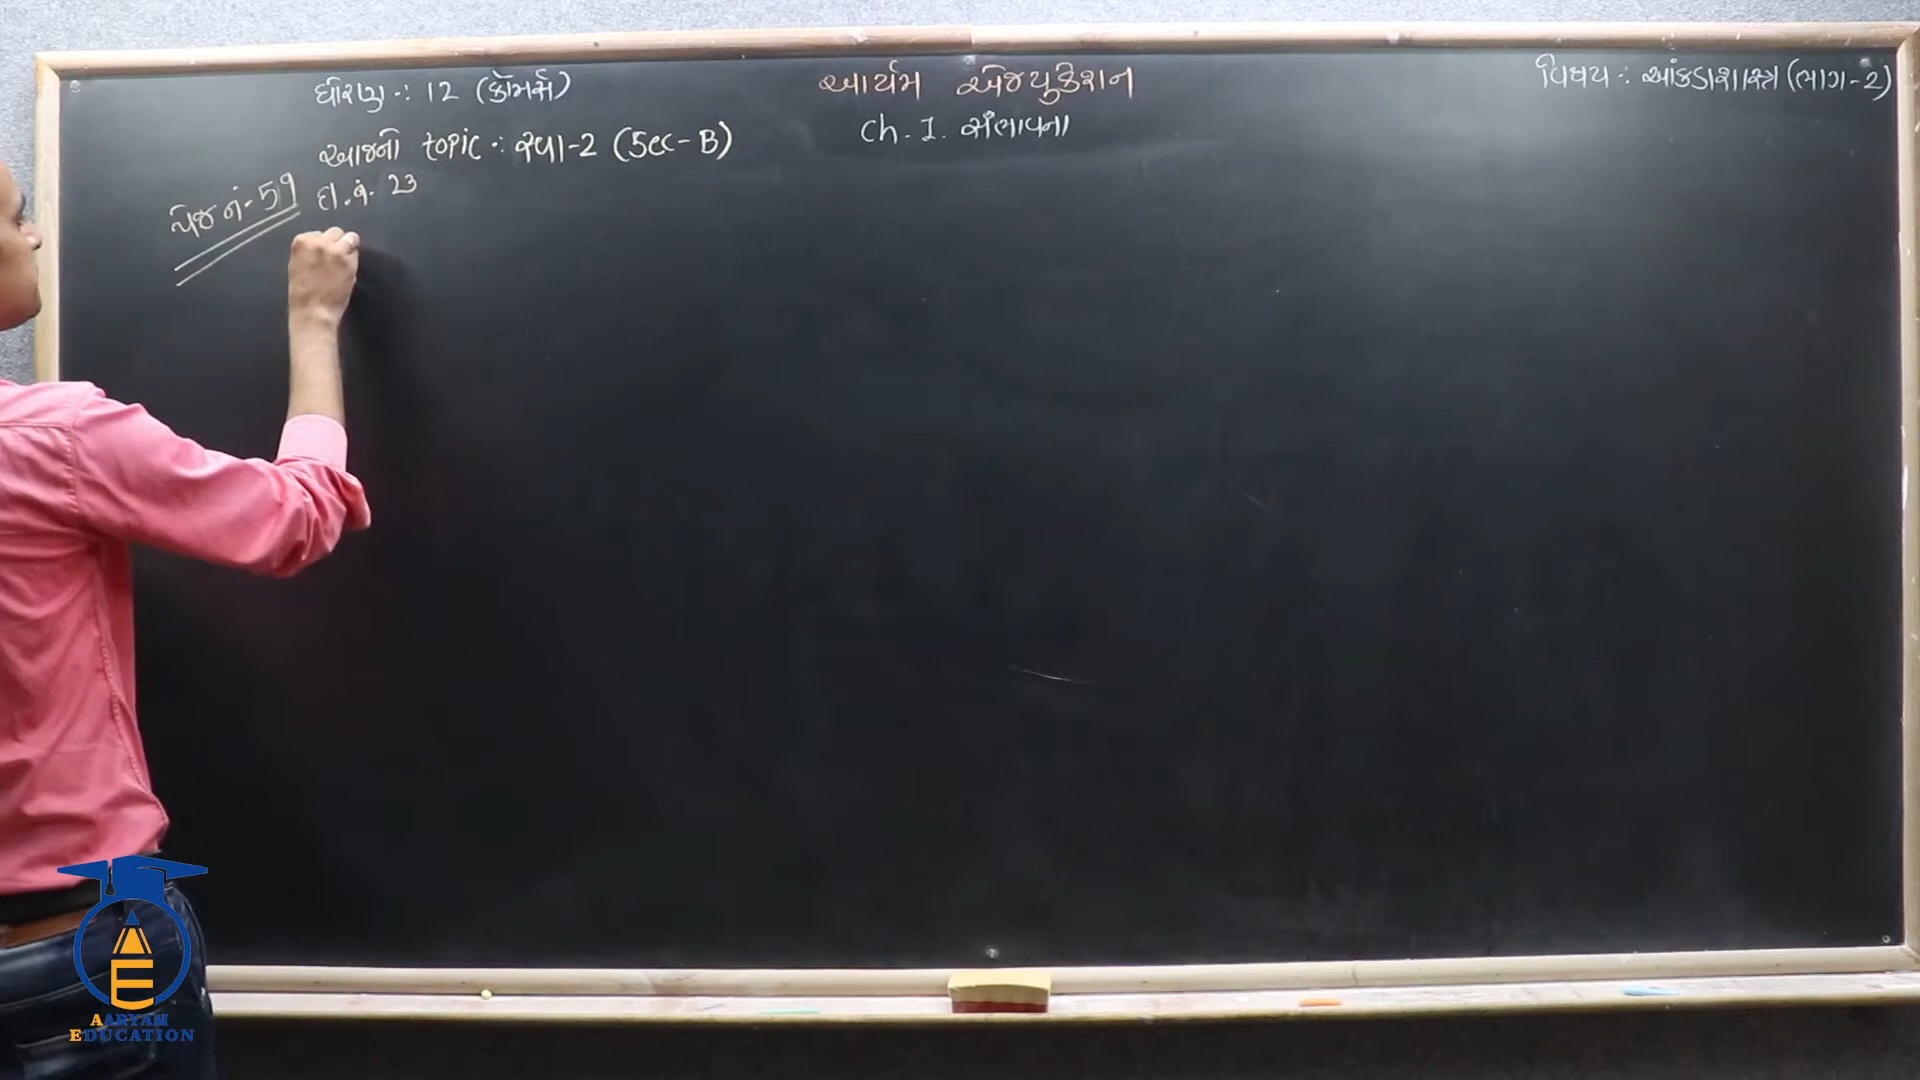 ધોરણ :- 12 (કોમર્સ)
આર્યમ એજ્યુકેશન
વિષય :- આંકડાશાસ્ત્ર (ભાગ-2)
Ch. 1. સંભાવના
આજનો topic :- સ્વા-2 (Sec-B)
પેજ નં.-59
દા.નં. 23
AARYAM
EDUCATION